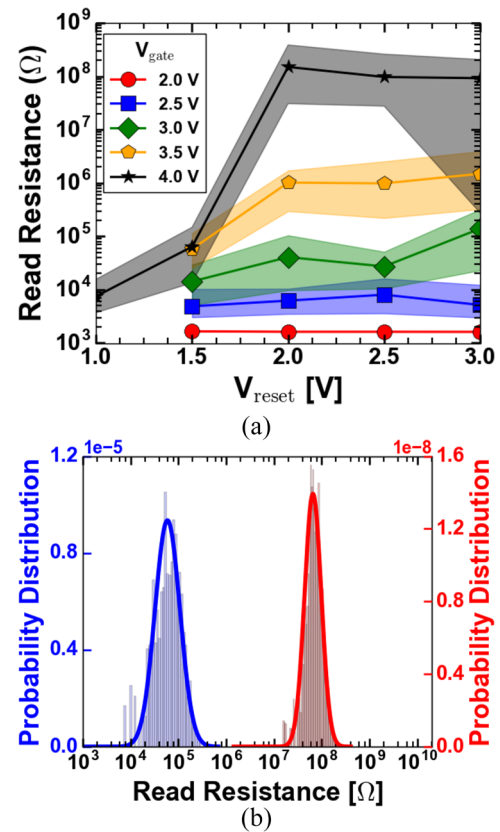 Read Resistance (Ω)
10⁹
10⁸
10⁷
10⁶
10⁵
10⁴
10³
V_gate
2.0 V
2.5 V
3.0 V
3.5 V
4.0 V
1.0 1.5 2.0 2.5 3.0
V_reset [V]
(a)
1e−5 1e−8
Probability Distribution
1.2
0.8
0.4
0.0
1.6
1.2
0.8
0.4
0.0
Probability Distribution
10³ 10⁴ 10⁵ 10⁶ 10⁷ 10⁸ 10⁹ 10¹⁰
Read Resistance [Ω]
(b)